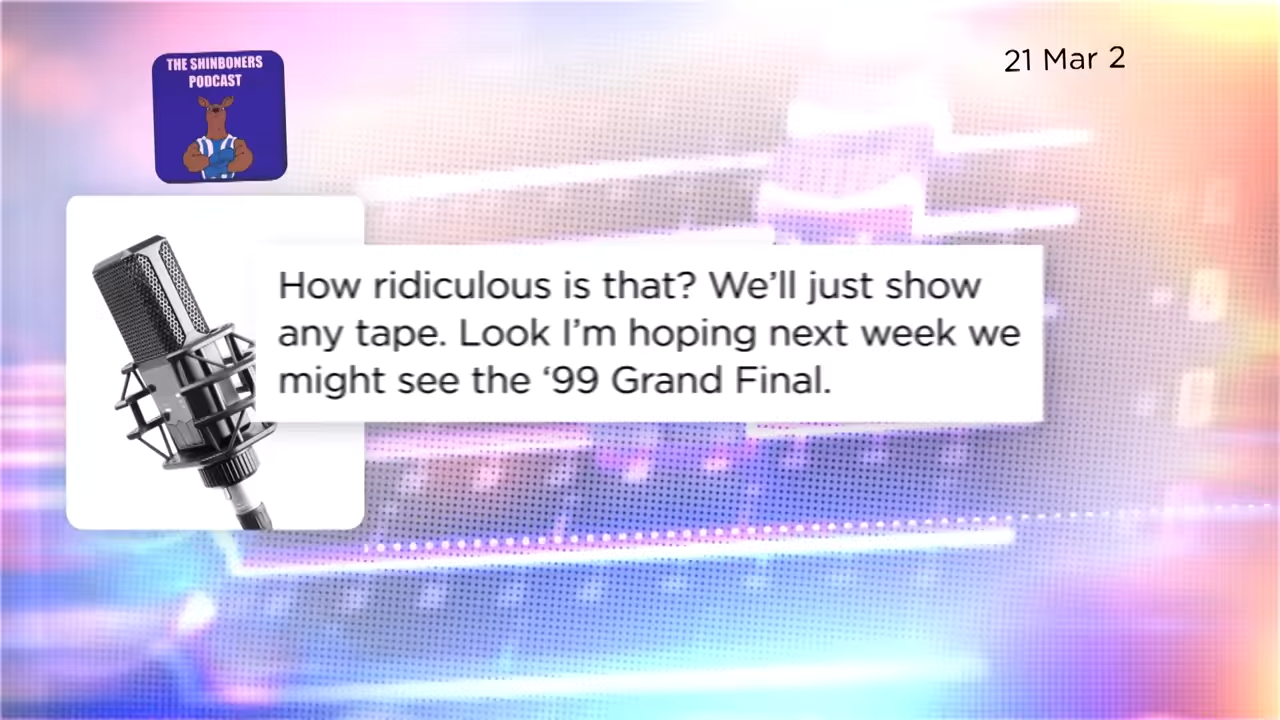 THE SHINBONERS
PODCAST
21 Mar 2
How ridiculous is that? We’ll just show
any tape. Look I’m hoping next week we
might see the ‘99 Grand Final.